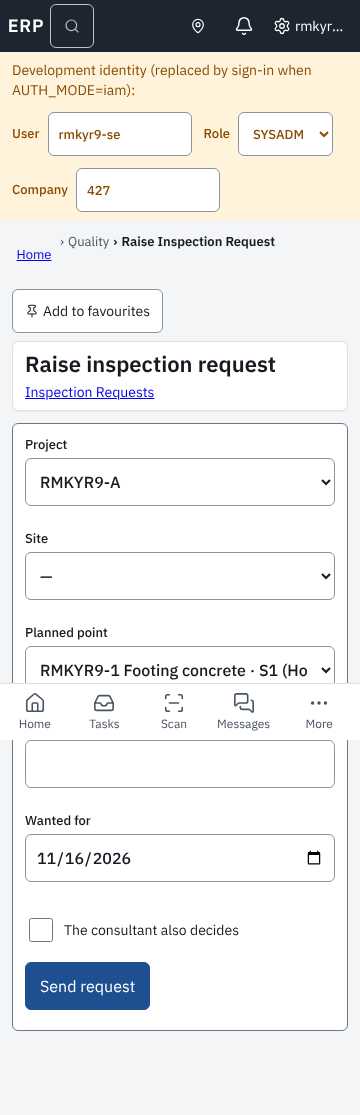 ERP
rmkyr...
Development identity (replaced by sign-in when
AUTH_MODE=iam):
User rmkyr9-se Role SYSADM
Company 427
Home › Quality › Raise Inspection Request
Add to favourites
Raise inspection request
Inspection Requests
Project
RMKYR9-A
Site
—
Planned point
RMKYR9-1 Footing concrete · S1 (Ho
Home Tasks Scan Messages More
Wanted for
11/16/2026
The consultant also decides
Send request